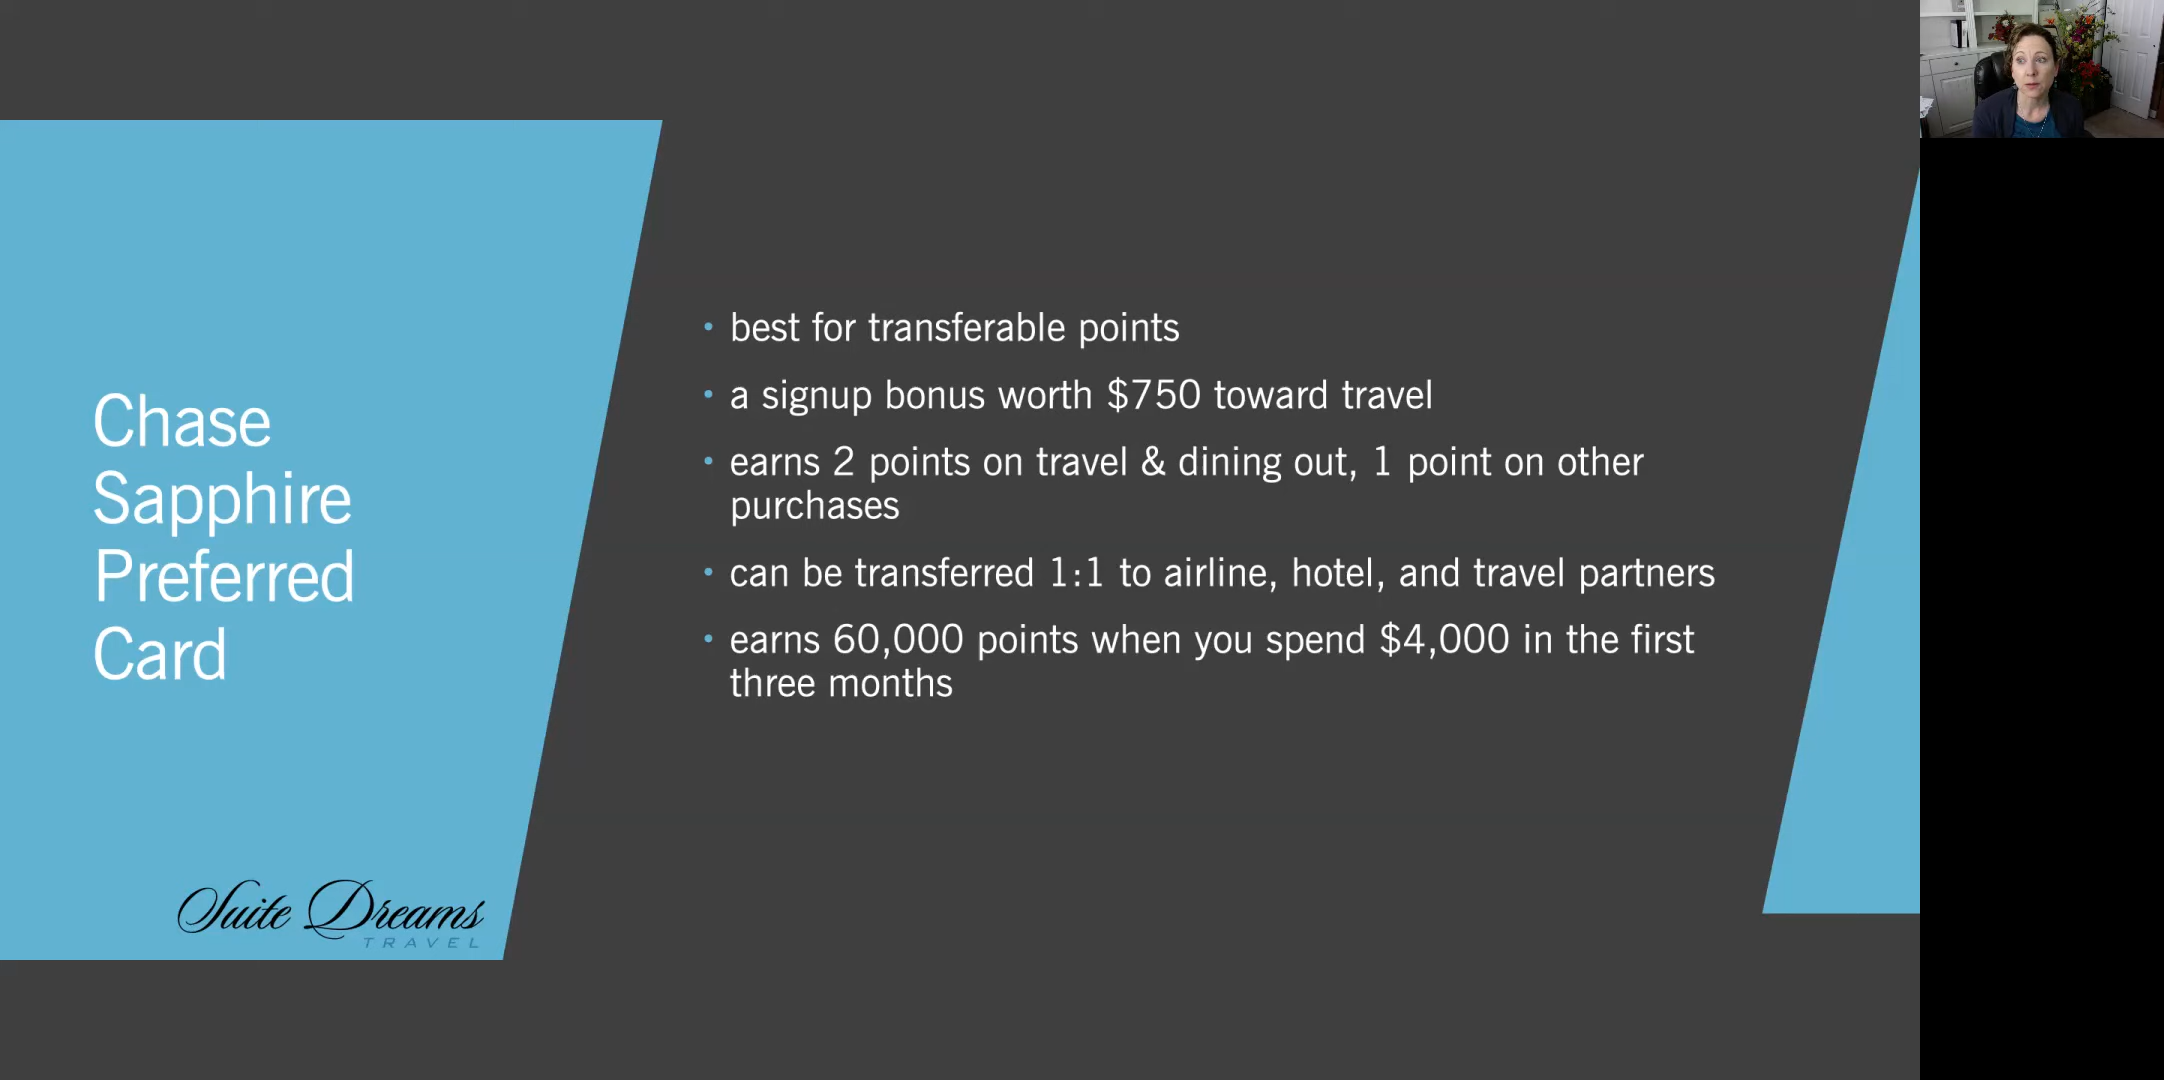 Chase
Sapphire
Preferred
Card
• best for transferable points
• a signup bonus worth $750 toward travel
• earns 2 points on travel & dining out, 1 point on other
purchases
• can be transferred 1:1 to airline, hotel, and travel partners
• earns 60,000 points when you spend $4,000 in the first
three months
Suite Dreams
TRAVEL